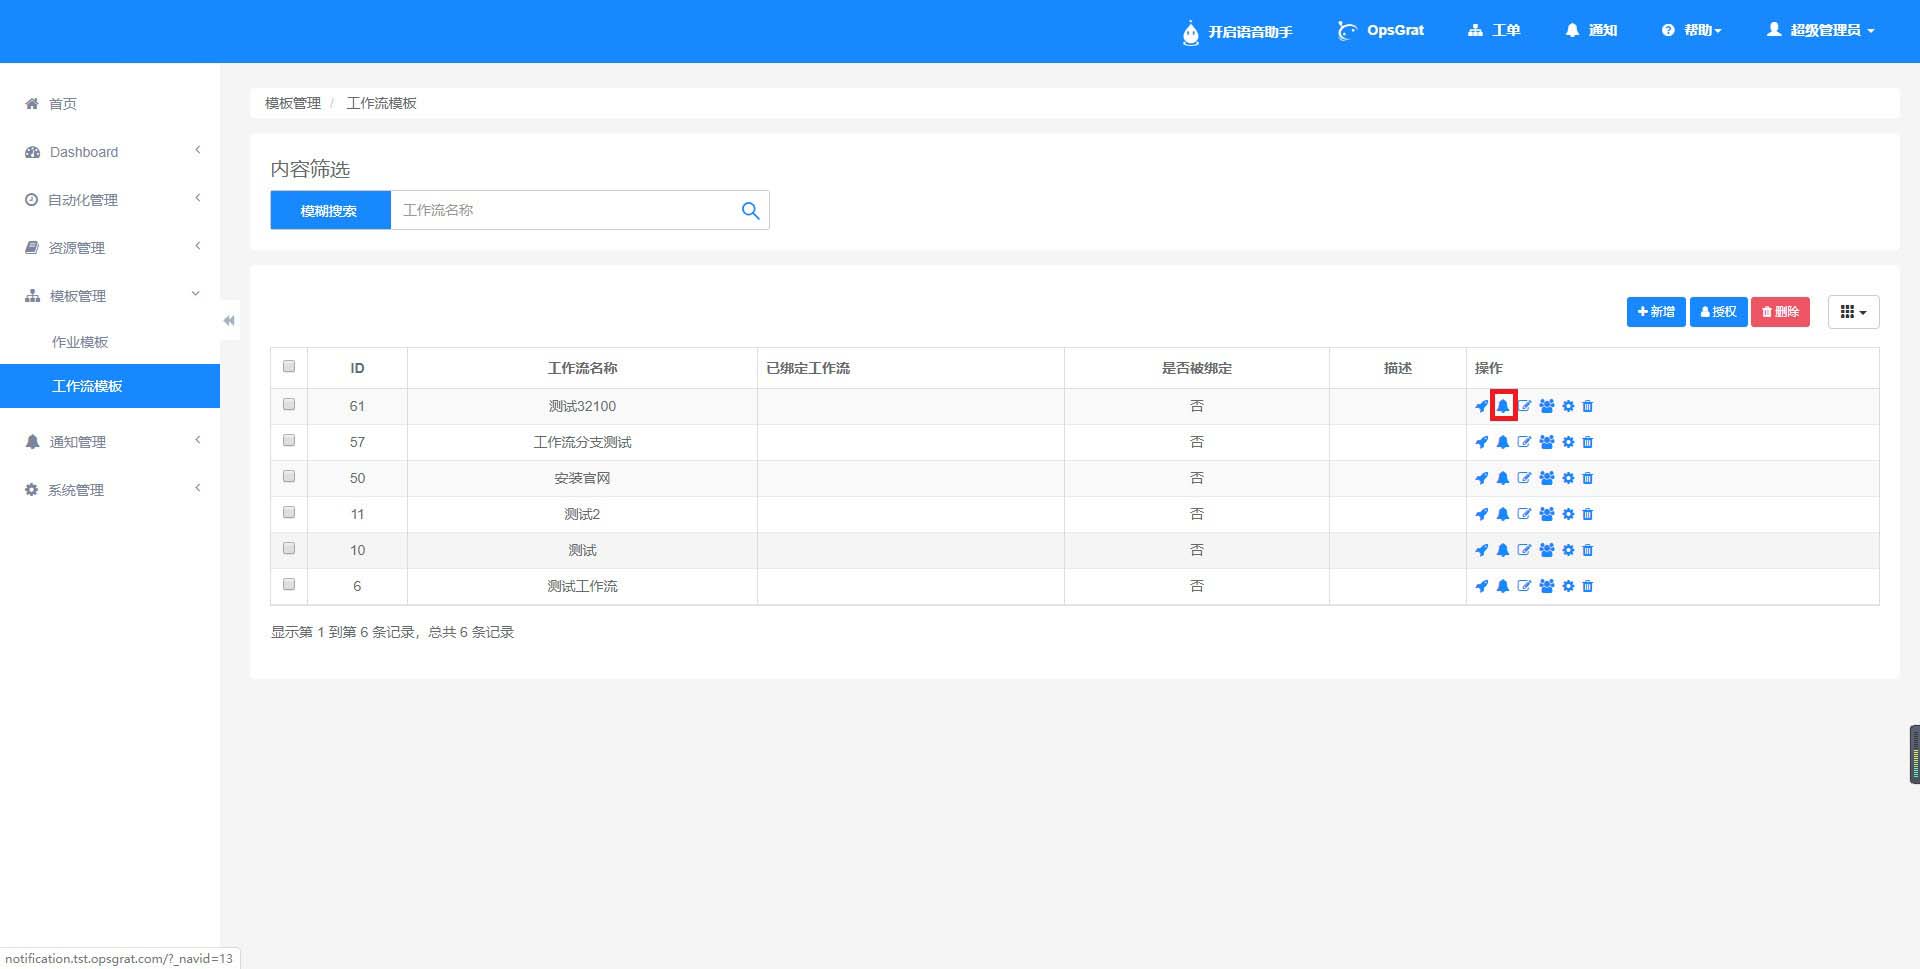 开启语音助手 OpsGrat 工单 通知 帮助 超级管理员
首页
Dashboard
自动化管理
资源管理
模板管理
作业模板
工作流模板
通知管理
系统管理
模板管理 / 工作流模板
内容筛选
模糊搜索 工作流名称
新增 授权 删除
ID 工作流名称 已绑定工作流 是否被绑定 描述 操作
61 测试32100 否
57 工作流分支测试 否
50 安装官网 否
11 测试2 否
10 测试 否
6 测试工作流 否
显示第 1 到第 6 条记录，总共 6 条记录
notification.tst.opsgrat.com/?_navid=13